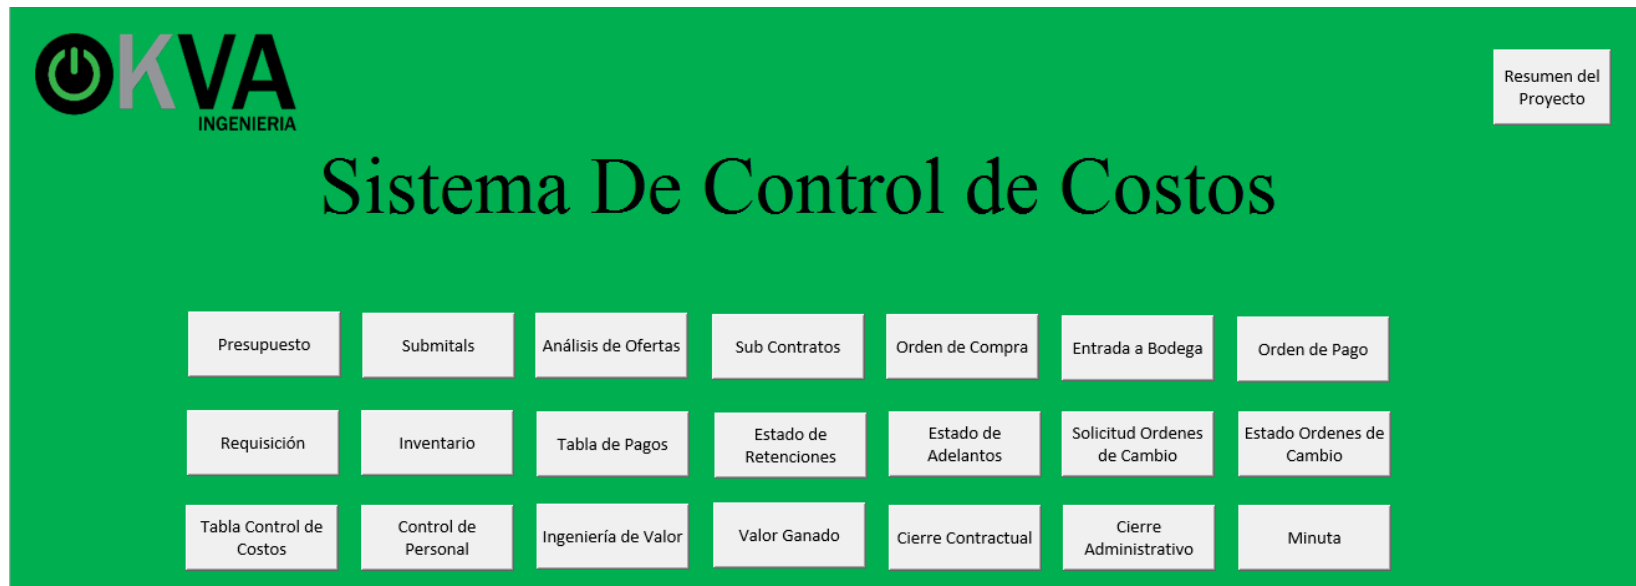 OKVA
INGENIERIA
Resumen del
Proyecto
Sistema De Control de Costos
Presupuesto
Submitals
Análisis de Ofertas
Sub Contratos
Orden de Compra
Entrada a Bodega
Orden de Pago
Requisición
Inventario
Tabla de Pagos
Estado de
Retenciones
Estado de
Adelantos
Solicitud Ordenes
de Cambio
Estado Ordenes de
Cambio
Tabla Control de
Costos
Control de
Personal
Ingeniería de Valor
Valor Ganado
Cierre Contractual
Cierre
Administrativo
Minuta